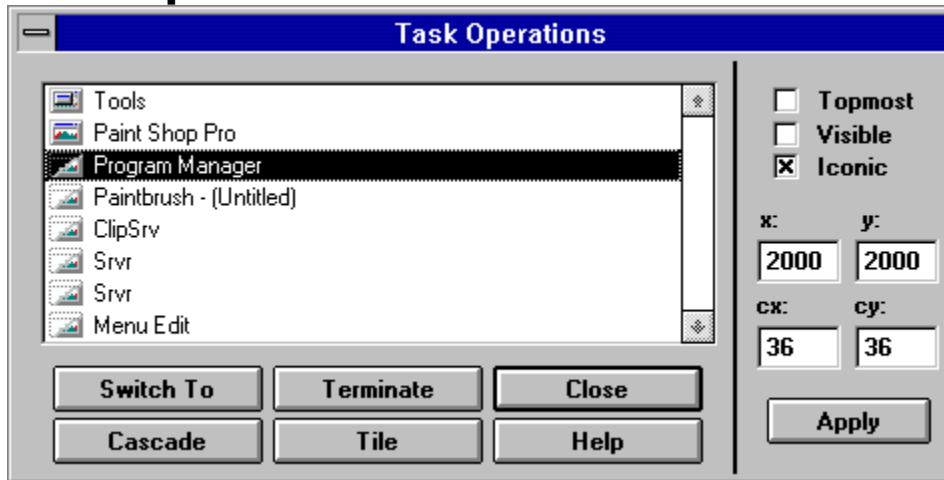 Task Operations
Tools
Paint Shop Pro
Program Manager
Paintbrush - (Untitled)
ClipSrv
Srvr
Srvr
Menu Edit
Switch To Terminate Close
Cascade Tile Help
Topmost
Visible
Iconic
x: y:
2000 2000
cx: cy:
36 36
Apply